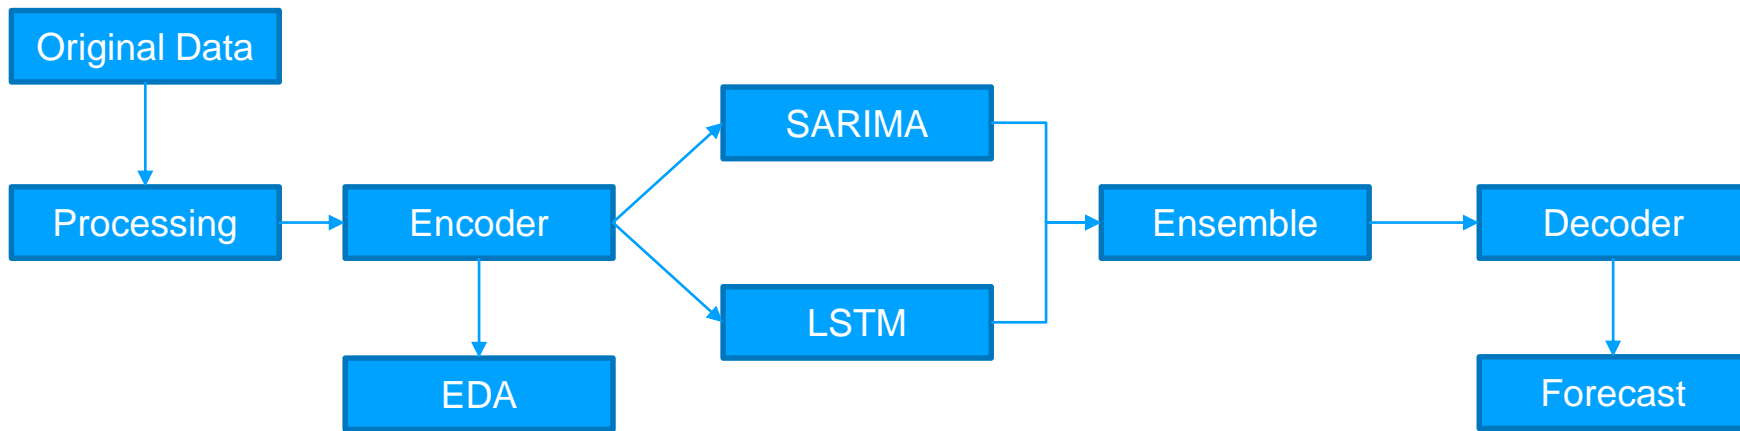 Original Data
Processing
Encoder
EDA
SARIMA
LSTM
Ensemble
Decoder
Forecast